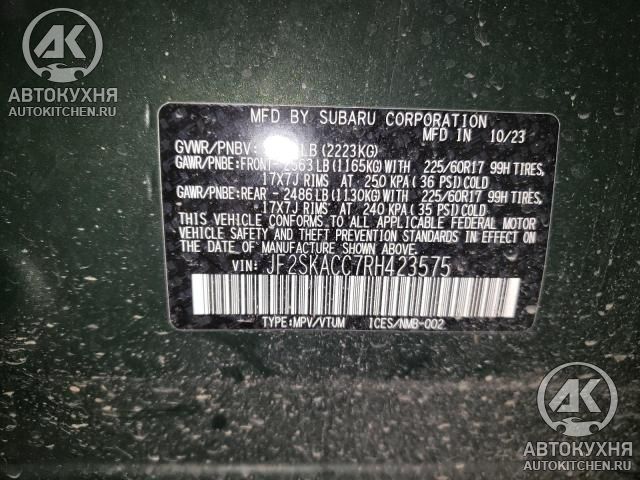 АК
АВТОКУХНЯ
AUTOKITCHEN.RU
MFD BY SUBARU CORPORATION
MFD IN 10/23
GVWR/PNBV: LB (2223KG)
GAWR/PNBE:FRONT- 2563 LB (1165KG) WITH 225/60R17 99H TIRES,
17X7J RIMS AT 250 KPA (36 PSI) COLD
GAWR/PNBE:REAR - 2486 LB (1130KG) WITH 225/60R17 99H TIRES,
17X7J RIMS AT 240 KPA (35 PSI) COLD
THIS VEHICLE CONFORMS TO ALL APPLICABLE FEDERAL MOTOR
VEHICLE SAFETY AND THEFT PREVENTION STANDARDS IN EFFECT ON
THE DATE OF MANUFACTURE SHOWN ABOVE.
VIN: JF2SKACC7RH423575
TYPE:MPV/VTUM ICES/NMB-002
АК
АВТОКУХНЯ
AUTOKITCHEN.RU